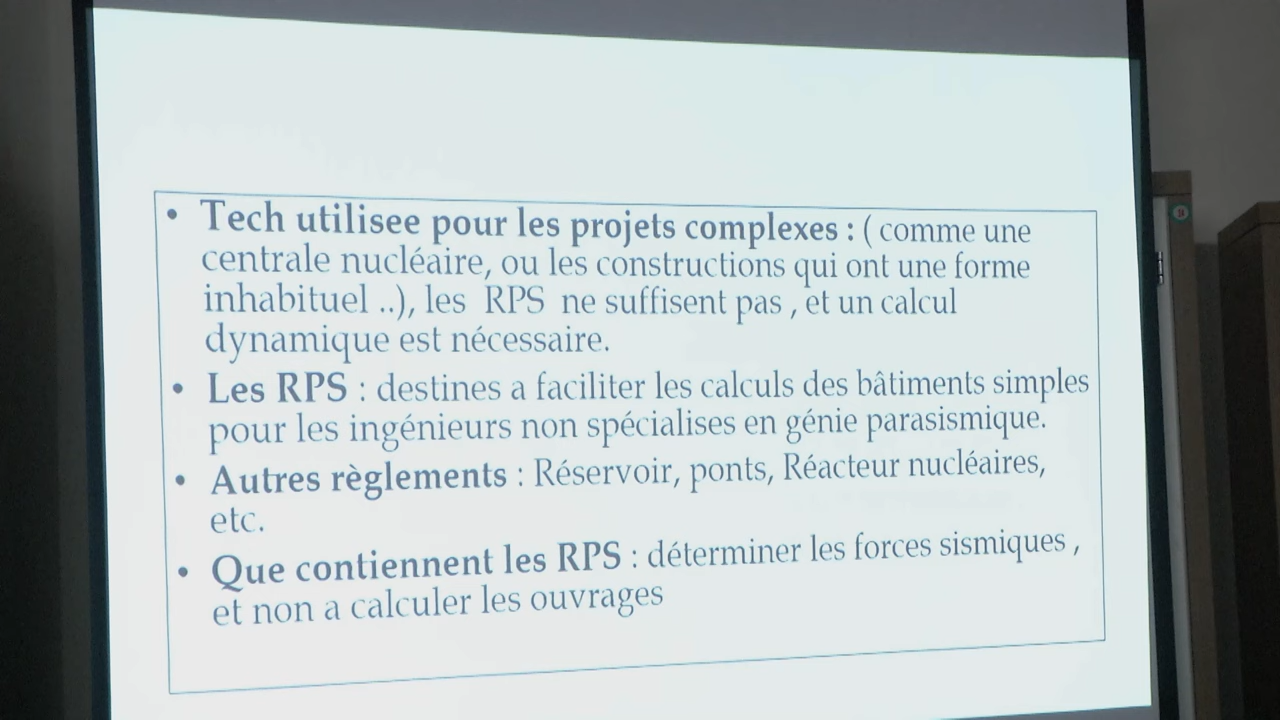 • Tech utilisee pour les projets complexes : ( comme une
centrale nucléaire, ou les constructions qui ont une forme
inhabituel ..), les RPS ne suffisent pas , et un calcul
dynamique est nécessaire.
• Les RPS : destines a faciliter les calculs des bâtiments simples
pour les ingénieurs non spécialises en génie parasismique.
• Autres règlements : Réservoir, ponts, Réacteur nucléaires,
etc.
• Que contiennent les RPS : déterminer les forces sismiques ,
et non a calculer les ouvrages